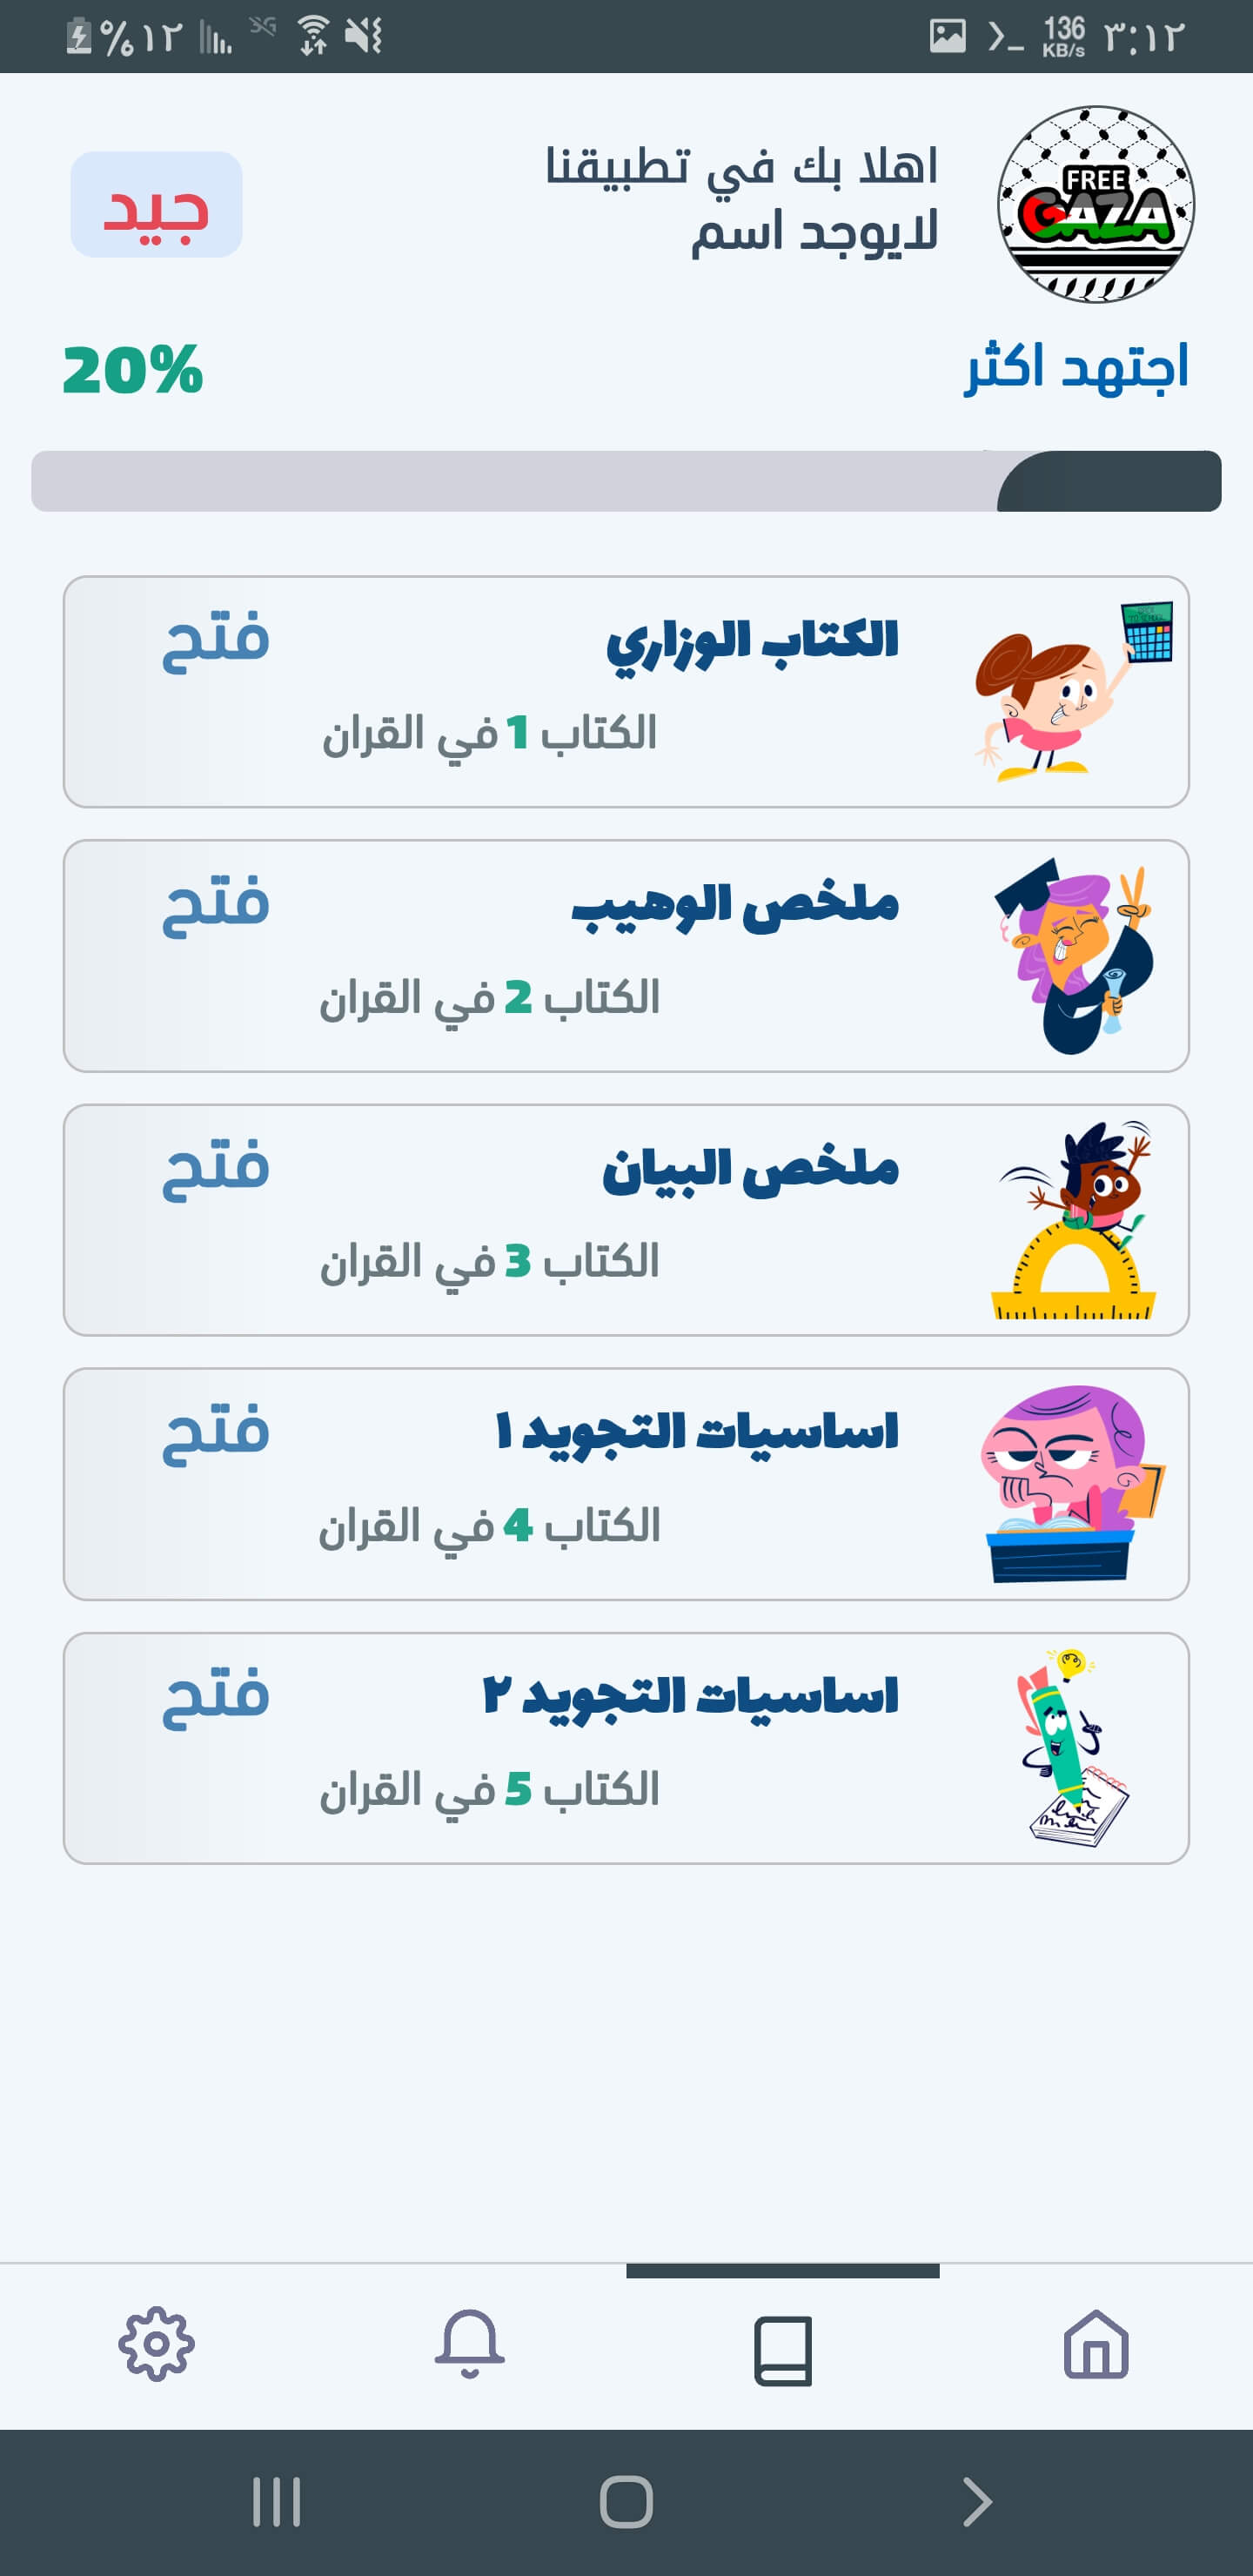 ٣:١٢ 136 KB/s %١٢
FREE
GAZA
اهلا بك في تطبيقنا
لايوجد اسم
جيد
اجتهد اكثر 20%
الكتاب الوزاري فتح
الكتاب 1 في القران
ملخص الوهيب فتح
الكتاب 2 في القران
ملخص البيان فتح
الكتاب 3 في القران
اساسيات التجويد ١ فتح
الكتاب 4 في القران
اساسيات التجويد ٢ فتح
الكتاب 5 في القران